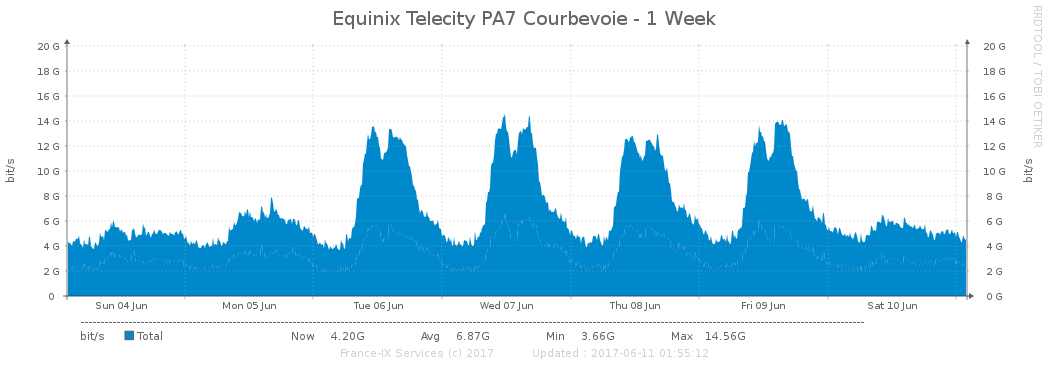 Equinix Telecity PA7 Courbevoie - 1 Week
RRDTOOL / TOBI OETIKER
20 G 20 G
18 G 18 G
16 G 16 G
14 G 14 G
12 G 12 G
10 G 10 G
8 G 8 G
6 G 6 G
4 G 4 G
2 G 2 G
0 0 G
bit/s
bit/s
Sun 04 Jun Mon 05 Jun Tue 06 Jun Wed 07 Jun Thu 08 Jun Fri 09 Jun Sat 10 Jun
bit/s Total Now 4.20G Avg 6.87G Min 3.66G Max 14.56G
France-IX Services (c) 2017 Updated : 2017-06-11 01:55:12